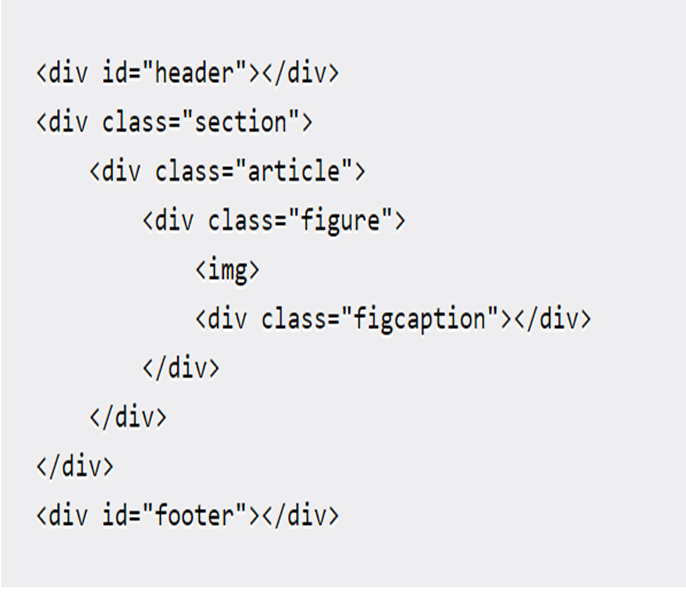 <div id="header"></div>
<div class="section">
    <div class="article">
        <div class="figure">
            <img>
            <div class="figcaption"></div>
        </div>
    </div>
</div>
<div id="footer"></div>